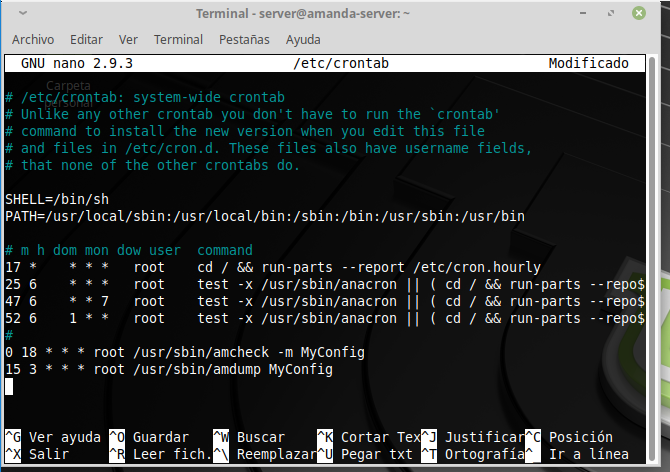 Terminal - server@amanda-server: ~
Archivo Editar Ver Terminal Pestañas Ayuda
GNU nano 2.9.3 /etc/crontab Modificado
Carpeta
personal
# /etc/crontab: system-wide crontab
# Unlike any other crontab you don't have to run the `crontab'
# command to install the new version when you edit this file
# and files in /etc/cron.d. These files also have username fields,
# that none of the other crontabs do.
SHELL=/bin/sh
PATH=/usr/local/sbin:/usr/local/bin:/sbin:/bin:/usr/sbin:/usr/bin
# m h dom mon dow user command
17 * * * * root cd / && run-parts --report /etc/cron.hourly
25 6 * * * root test -x /usr/sbin/anacron || ( cd / && run-parts --repo$
47 6 * * 7 root test -x /usr/sbin/anacron || ( cd / && run-parts --repo$
52 6 1 * * root test -x /usr/sbin/anacron || ( cd / && run-parts --repo$
#
0 18 * * * root /usr/sbin/amcheck -m MyConfig
15 3 * * * root /usr/sbin/amdump MyConfig
^G Ver ayuda ^O Guardar ^W Buscar ^K Cortar Tex ^J Justificar ^C Posición
^X Salir ^R Leer fich. ^\ Reemplazar ^U Pegar txt ^T Ortografía ^ Ir a línea